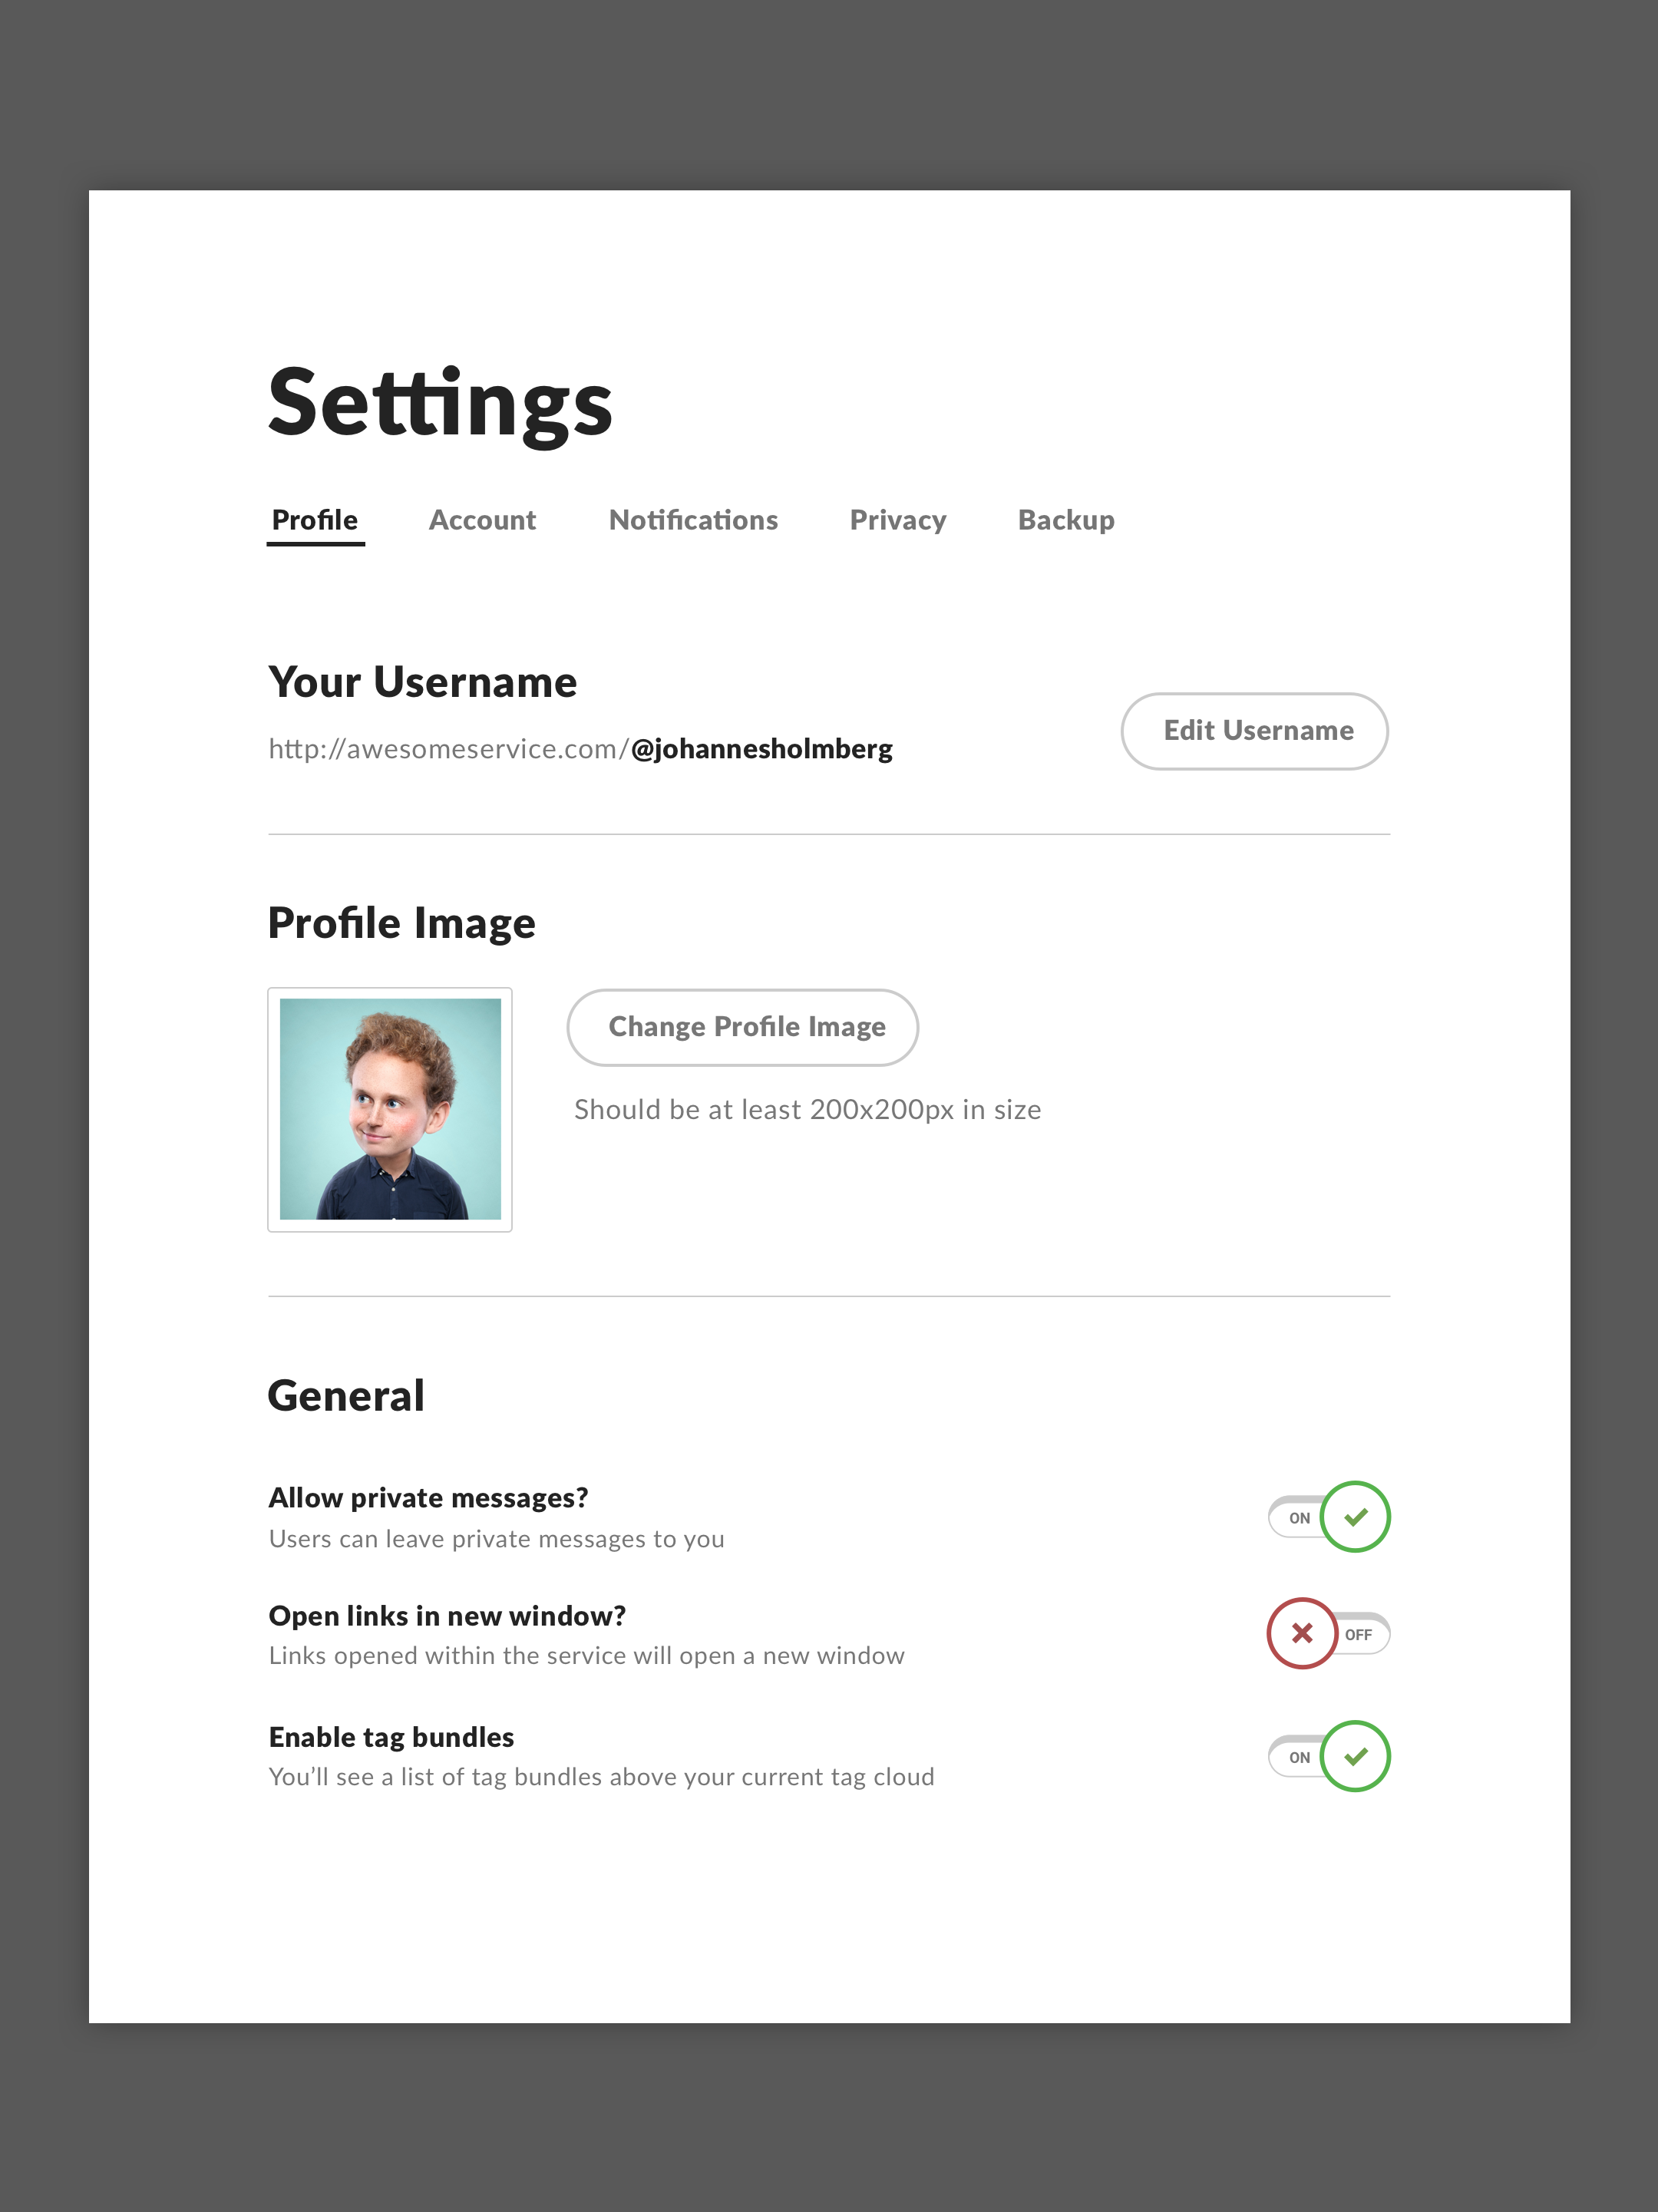 Settings
Profile Account Notifications Privacy Backup
Your Username
http://awesomeservice.com/@johannesholmberg
Edit Username
Profile Image
Change Profile Image
Should be at least 200x200px in size
General
Allow private messages?
Users can leave private messages to you
ON
Open links in new window?
Links opened within the service will open a new window
OFF
Enable tag bundles
You’ll see a list of tag bundles above your current tag cloud
ON